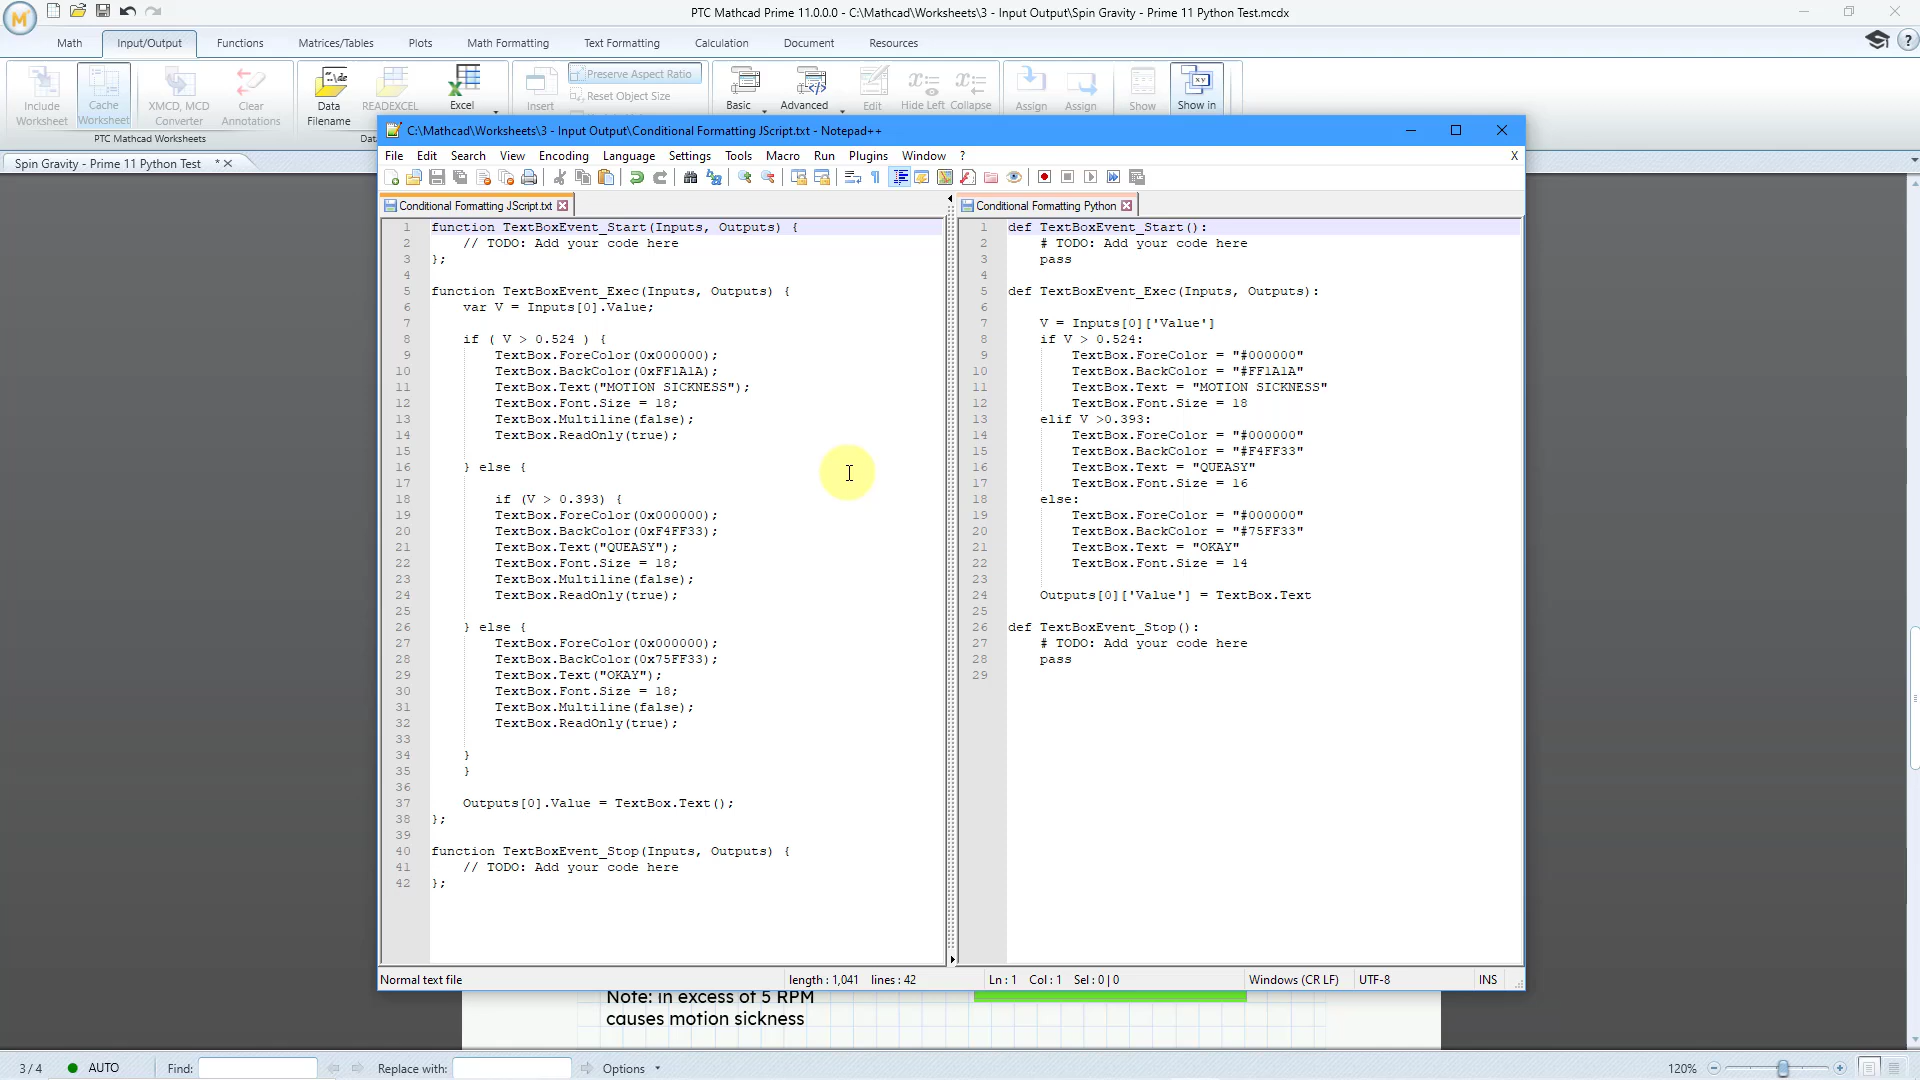 PTC Mathcad Prime 11.0.0.0 - C:\Mathcad\Worksheets\3 - Input Output\Spin Gravity - Prime 11 Python Test.mcdx
M
Math
Input/Output
Functions
Matrices/Tables
Plots
Math Formatting
Text Formatting
Calculation
Document
Resources
?
Include
Worksheet
Cache
Worksheet
XMCD, MCD
Converter
Clear
Annotations
PTC Mathcad Worksheets
Data
Filename
READEXCEL
Excel
Insert
Preserve Aspect Ratio
Reset Object Size
Basic
Advanced
Edit
Hide Left
Collapse
Assign
Assign
Show
Show in
Spin Gravity - Prime 11 Python Test * ×
C:\Mathcad\Worksheets\3 - Input Output\Conditional Formatting JScript.txt - Notepad++
File Edit Search View Encoding Language Settings Tools Macro Run Plugins Window ? X
Conditional Formatting JScript.txt
1 function TextBoxEvent_Start(Inputs, Outputs) {
2 // TODO: Add your code here
3 };
4
5 function TextBoxEvent_Exec(Inputs, Outputs) {
6 var V = Inputs[0].Value;
7
8 if ( V > 0.524 ) {
9 TextBox.ForeColor(0x000000);
10 TextBox.BackColor(0xFF1A1A);
11 TextBox.Text("MOTION SICKNESS");
12 TextBox.Font.Size = 18;
13 TextBox.Multiline(false);
14 TextBox.ReadOnly(true);
15
16 } else {
17
18 if (V > 0.393) {
19 TextBox.ForeColor(0x000000);
20 TextBox.BackColor(0xF4FF33);
21 TextBox.Text("QUEASY");
22 TextBox.Font.Size = 18;
23 TextBox.Multiline(false);
24 TextBox.ReadOnly(true);
25
26 } else {
27 TextBox.ForeColor(0x000000);
28 TextBox.BackColor(0x75FF33);
29 TextBox.Text("OKAY");
30 TextBox.Font.Size = 18;
31 TextBox.Multiline(false);
32 TextBox.ReadOnly(true);
33
34 }
35 }
36
37 Outputs[0].Value = TextBox.Text();
38 };
39
40 function TextBoxEvent_Stop(Inputs, Outputs) {
41 // TODO: Add your code here
42 };
Conditional Formatting Python
1 def TextBoxEvent_Start():
2 # TODO: Add your code here
3 pass
4
5 def TextBoxEvent_Exec(Inputs, Outputs):
6
7 V = Inputs[0]['Value']
8 if V > 0.524:
9 TextBox.ForeColor = "#000000"
10 TextBox.BackColor = "#FF1A1A"
11 TextBox.Text = "MOTION SICKNESS"
12 TextBox.Font.Size = 18
13 elif V >0.393:
14 TextBox.ForeColor = "#000000"
15 TextBox.BackColor = "#F4FF33"
16 TextBox.Text = "QUEASY"
17 TextBox.Font.Size = 16
18 else:
19 TextBox.ForeColor = "#000000"
20 TextBox.BackColor = "#75FF33"
21 TextBox.Text = "OKAY"
22 TextBox.Font.Size = 14
23
24 Outputs[0]['Value'] = TextBox.Text
25
26 def TextBoxEvent_Stop():
27 # TODO: Add your code here
28 pass
29
Normal text file length : 1,041 lines : 42 Ln : 1 Col : 1 Sel : 0 | 0 Windows (CR LF) UTF-8 INS
Note: in excess of 5 RPM
causes motion sickness
3 / 4 AUTO Find: Replace with: Options 120%